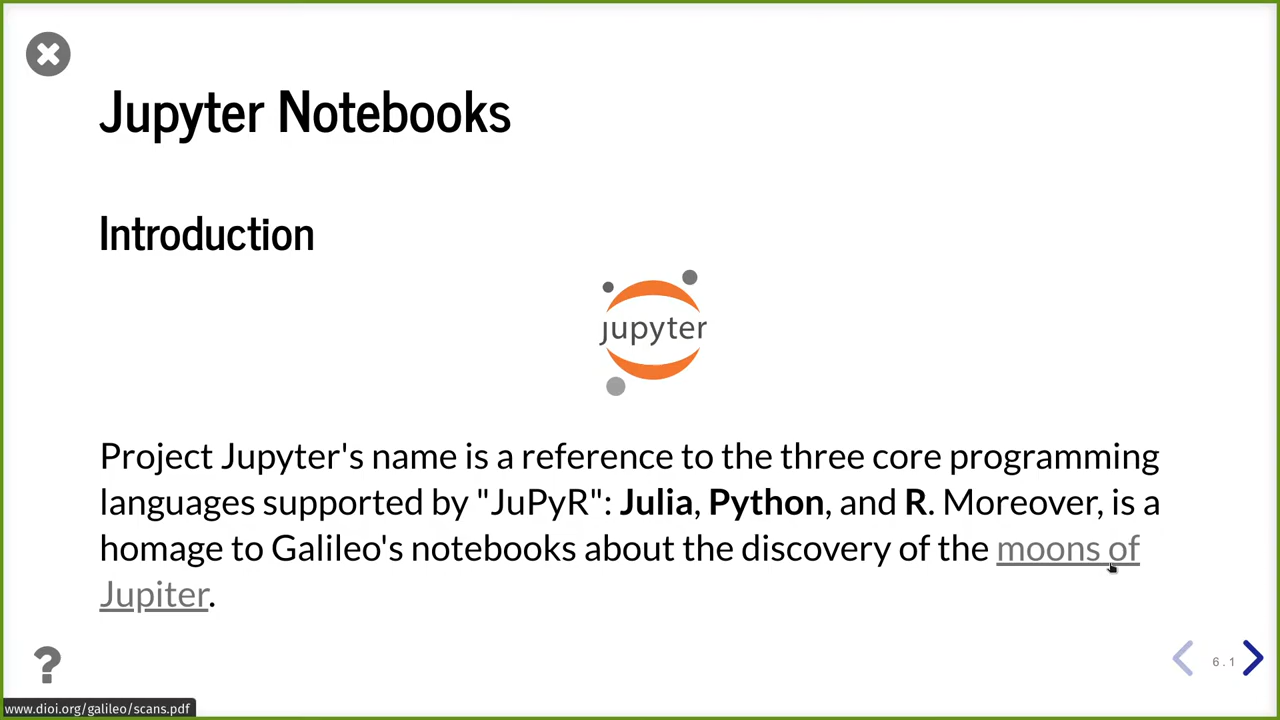 Jupyter Notebooks
Introduction
jupyter
Project Jupyter's name is a reference to the three core programming
languages supported by "JuPyR": Julia, Python, and R. Moreover, is a
homage to Galileo's notebooks about the discovery of the moons of
Jupiter.
?
6.1
www.dioi.org/galileo/scans.pdf